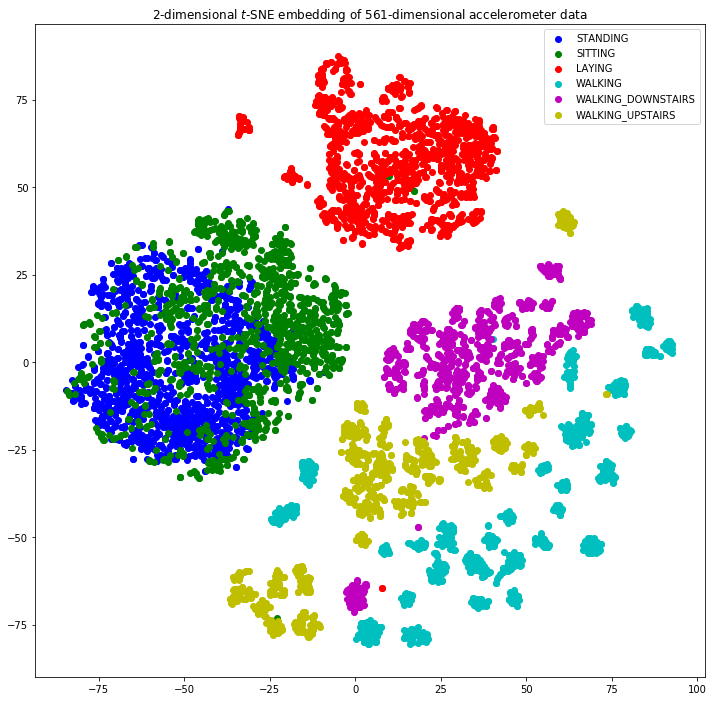 2-dimensional t-SNE embedding of 561-dimensional accelerometer data
STANDING
SITTING
LAYING
WALKING
WALKING_DOWNSTAIRS
WALKING_UPSTAIRS
75
50
25
0
−25
−50
−75
−75 −50 −25 0 25 50 75 100